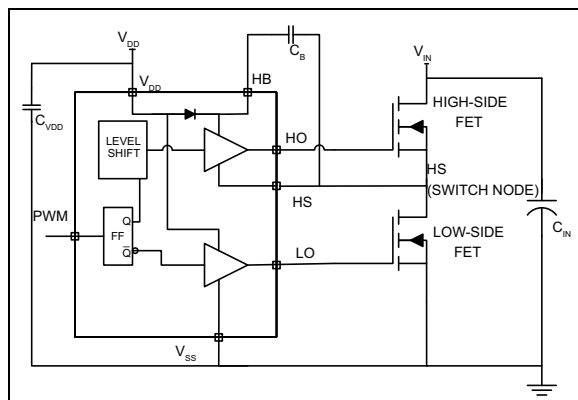 V_DD
C_B
V_IN
V_DD
HB
HIGH-SIDE
FET
C_VDD
LEVEL
SHIFT
HO
HS
(SWITCH NODE)
HS
PWM
Q
FF
Q̅
LO
LOW-SIDE
FET
C_IN
V_SS